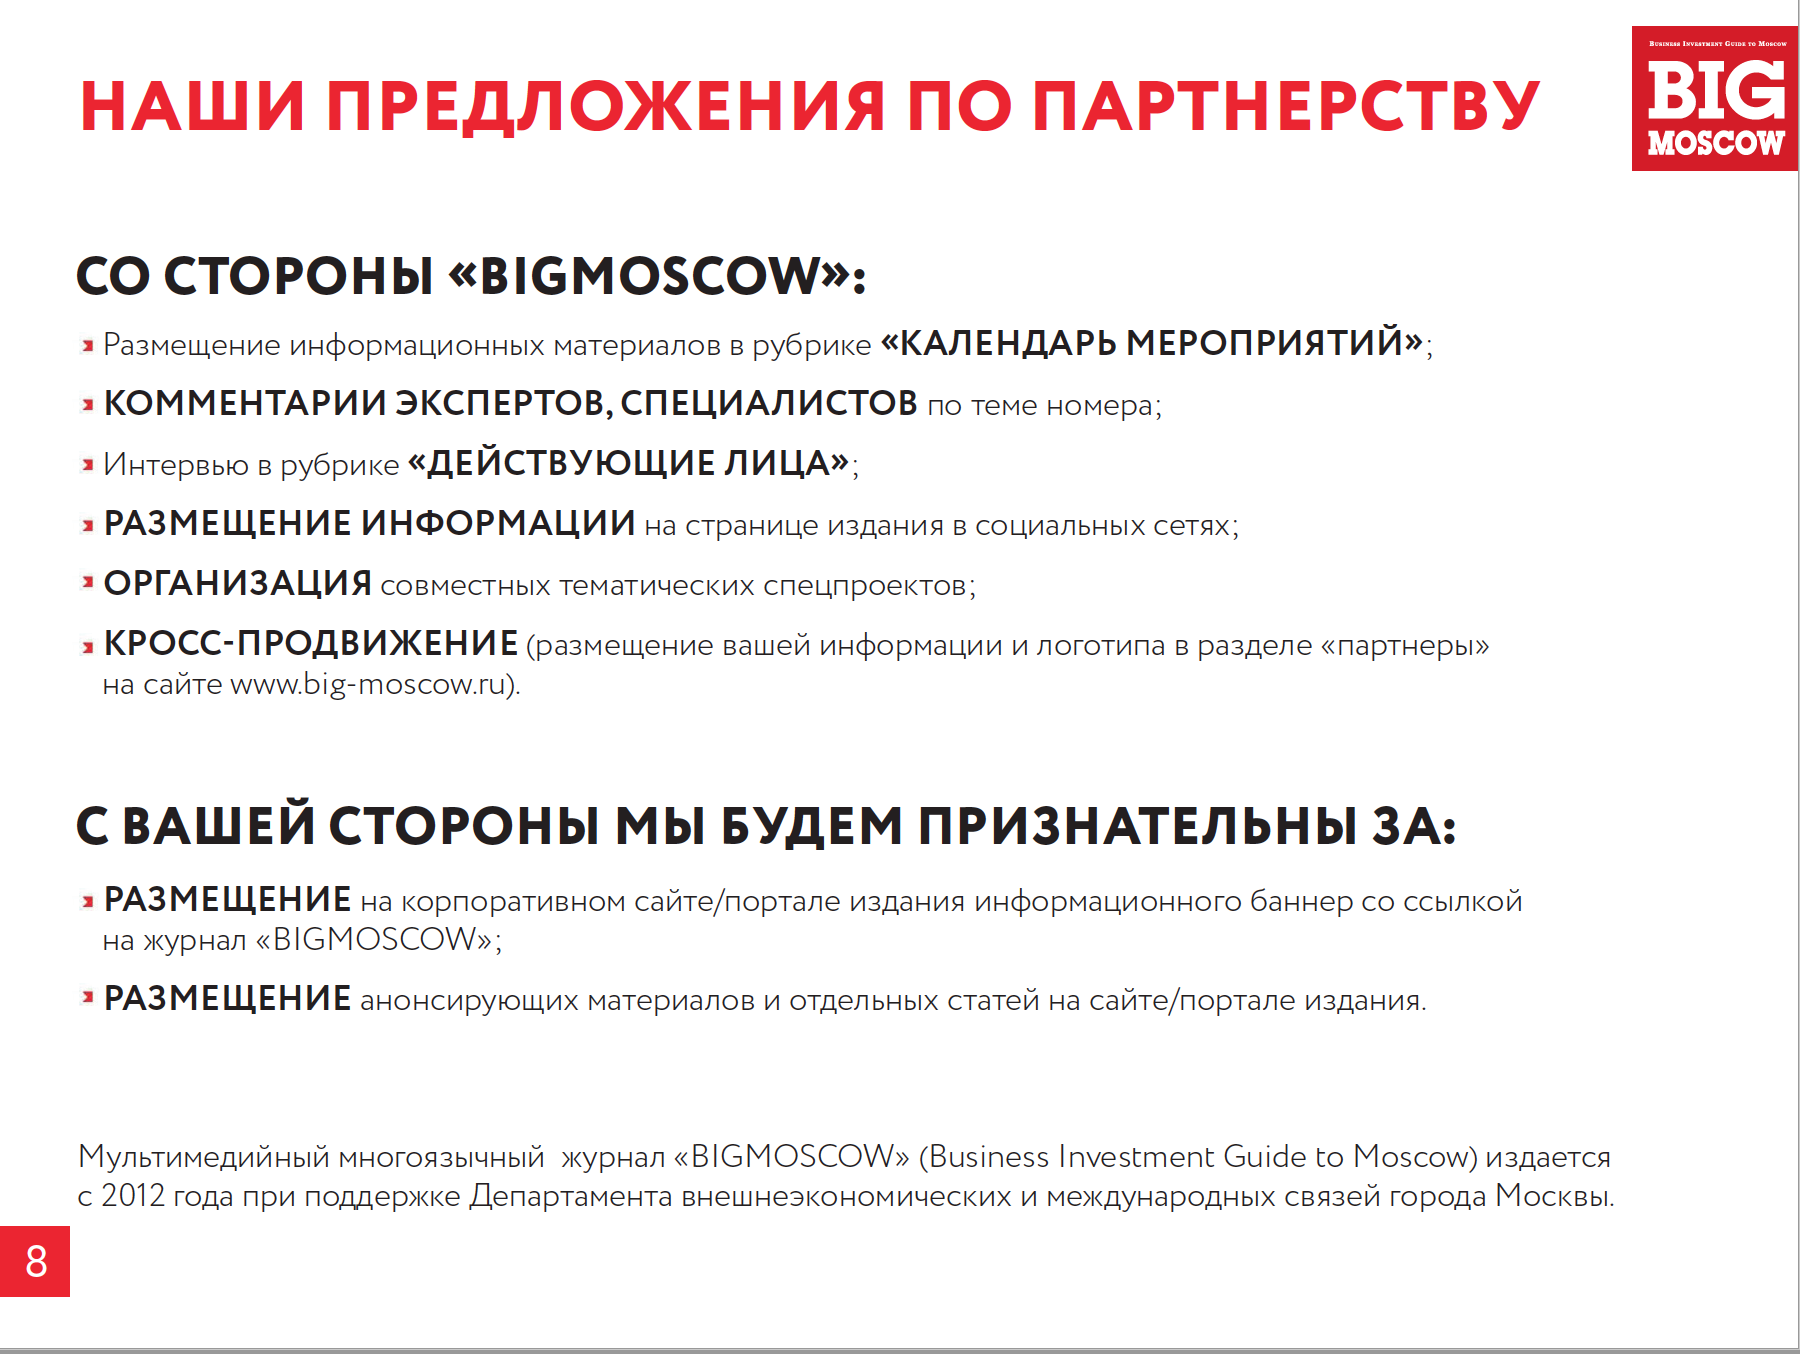 НАШИ ПРЕДЛОЖЕНИЯ ПО ПАРТНЕРСТВУ
BUSINESS INVESTMENT GUIDE TO MOSCOW
BIG
MOSCOW
СО СТОРОНЫ «BIGMOSCOW»:
Размещение информационных материалов в рубрике «КАЛЕНДАРЬ МЕРОПРИЯТИЙ»;
КОММЕНТАРИИ ЭКСПЕРТОВ, СПЕЦИАЛИСТОВ по теме номера;
Интервью в рубрике «ДЕЙСТВУЮЩИЕ ЛИЦА»;
РАЗМЕЩЕНИЕ ИНФОРМАЦИИ на странице издания в социальных сетях;
ОРГАНИЗАЦИЯ совместных тематических спецпроектов;
КРОСС-ПРОДВИЖЕНИЕ (размещение вашей информации и логотипа в разделе «партнеры»
на сайте www.big-moscow.ru).
С ВАШЕЙ СТОРОНЫ МЫ БУДЕМ ПРИЗНАТЕЛЬНЫ ЗА:
РАЗМЕЩЕНИЕ на корпоративном сайте/портале издания информационного баннер со ссылкой
на журнал «BIGMOSCOW»;
РАЗМЕЩЕНИЕ анонсирующих материалов и отдельных статей на сайте/портале издания.
Мультимедийный многоязычный журнал «BIGMOSCOW» (Business Investment Guide to Moscow) издается
с 2012 года при поддержке Департамента внешнеэкономических и международных связей города Москвы.
8